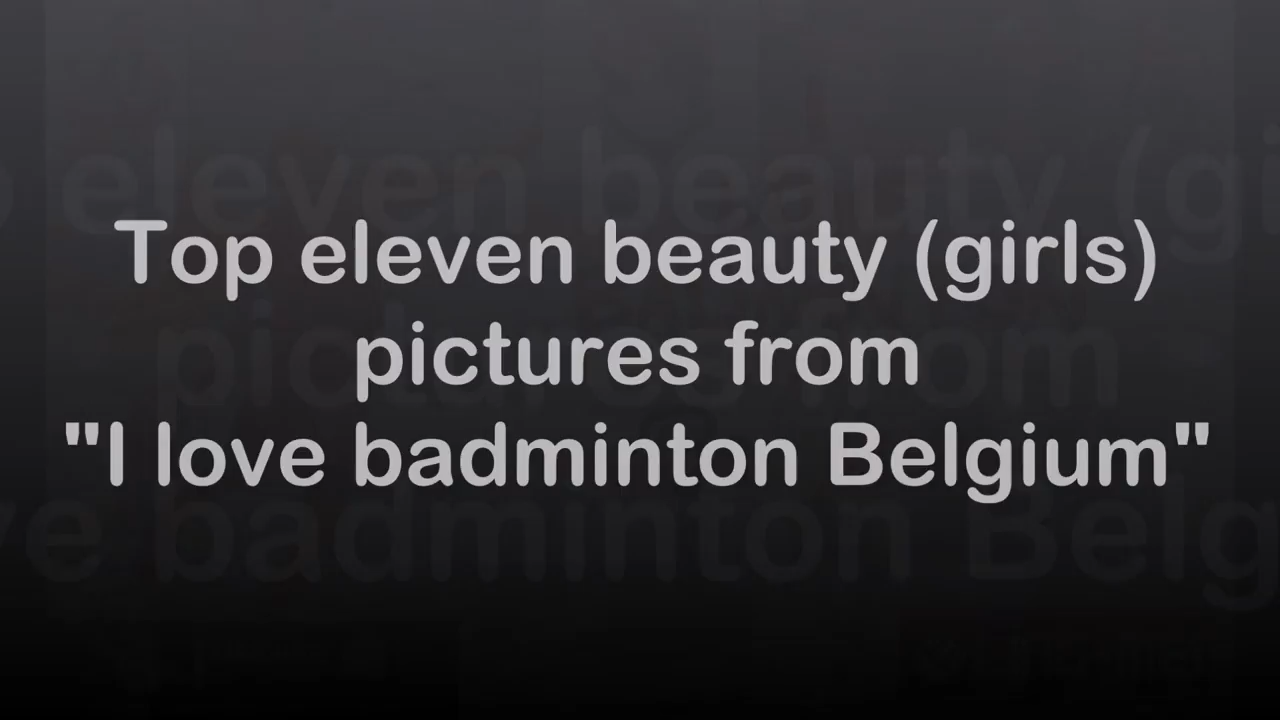 Top eleven beauty (girls)
pictures from
"I love badminton Belgium"